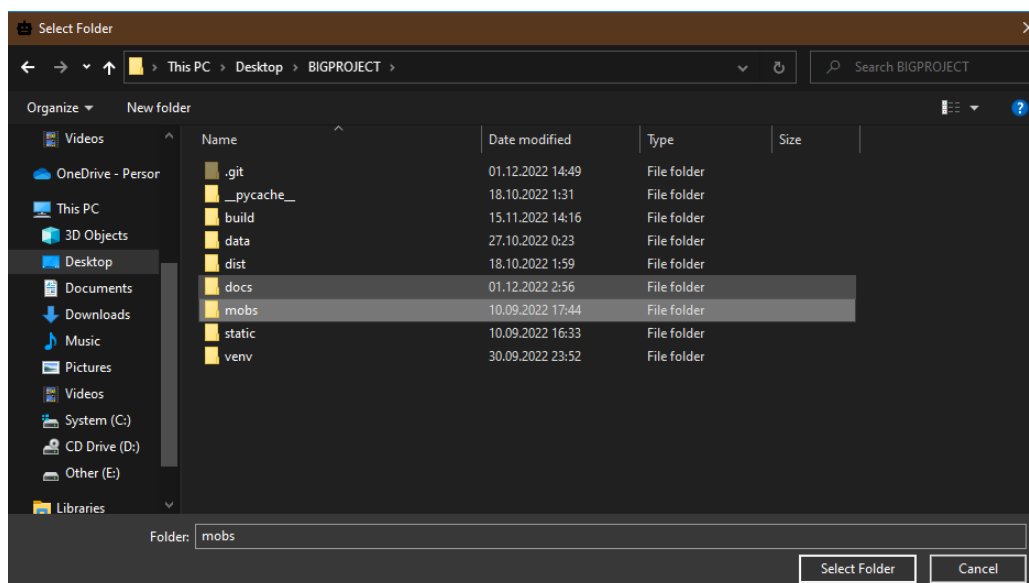 Select Folder
This PC > Desktop > BIGPROJECT >
Search BIGPROJECT
Organize
New folder
Videos
OneDrive - Person
This PC
3D Objects
Desktop
Documents
Downloads
Music
Pictures
Videos
System (C:)
CD Drive (D:)
Other (E:)
Libraries
Name Date modified Type Size
.git 01.12.2022 14:49 File folder
__pycache__ 18.10.2022 1:31 File folder
build 15.11.2022 14:16 File folder
data 27.10.2022 0:23 File folder
dist 18.10.2022 1:59 File folder
docs 01.12.2022 2:56 File folder
mobs 10.09.2022 17:44 File folder
static 10.09.2022 16:33 File folder
venv 30.09.2022 23:52 File folder
Folder: mobs
Select Folder
Cancel